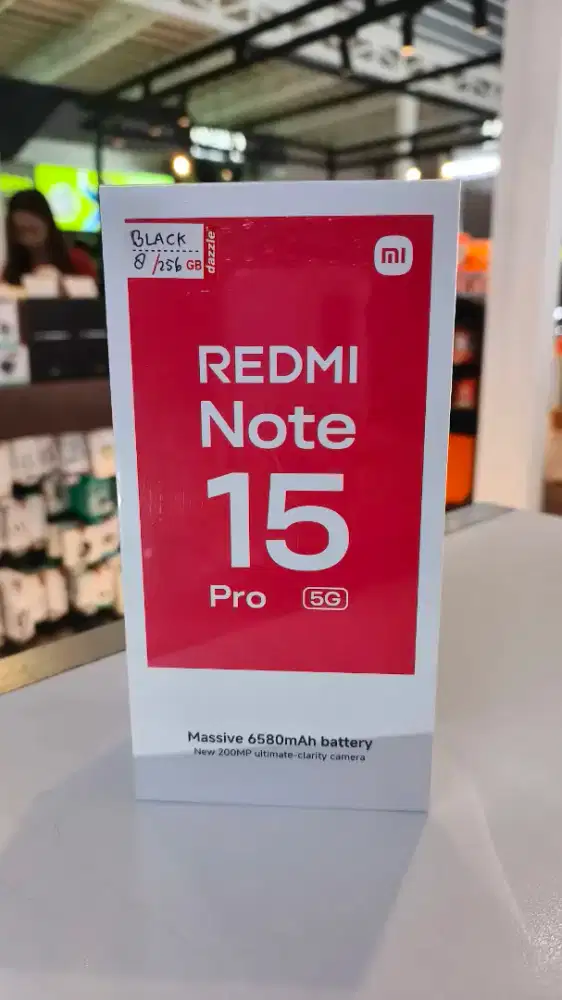 BLACK
8/256 GB
dazzle
mi
REDMI
Note
15
Pro 5G
Massive 6580mAh battery
New 200MP ultimate-clarity camera